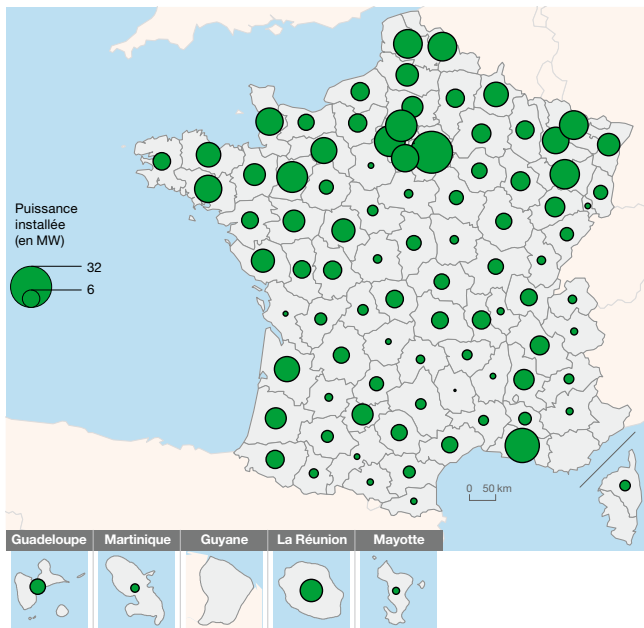 Puissance
installée
(en MW)
32
6
0 50 km
Guadeloupe Martinique Guyane La Réunion Mayotte